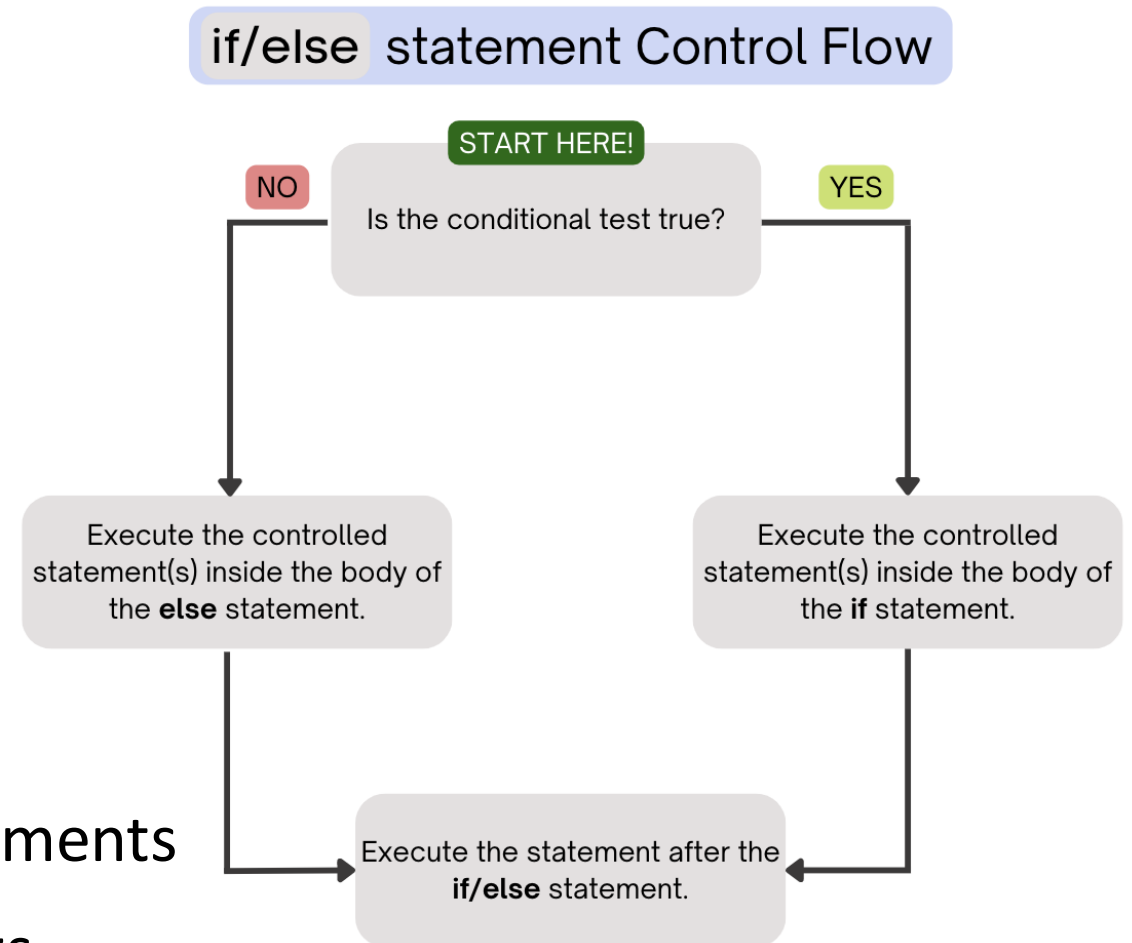 if/else statement Control Flow
START HERE!
NO
YES
Is the conditional test true?
Execute the controlled
statement(s) inside the body of
the else statement.
Execute the controlled
statement(s) inside the body of
the if statement.
ments
Execute the statement after the
if/else statement.